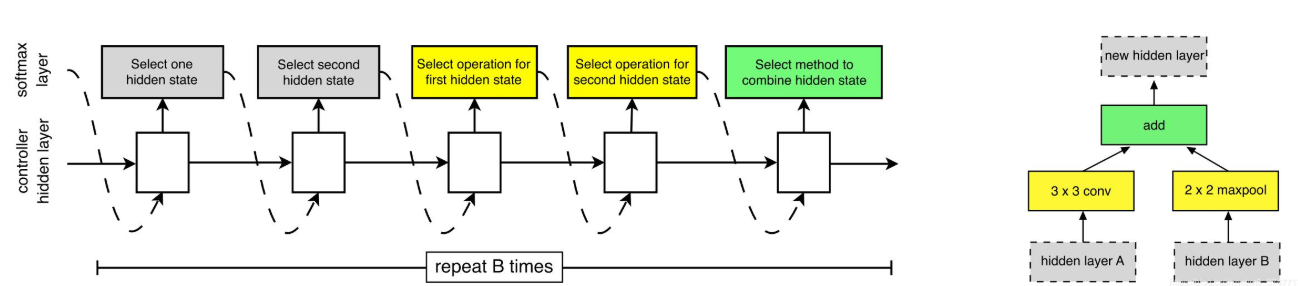 softmax
layer
controller
hidden layer
Select one
hidden state
Select second
hidden state
Select operation for
first hidden state
Select operation for
second hidden state
Select method to
combine hidden state
repeat B times
new hidden layer
add
3 x 3 conv
2 x 2 maxpool
hidden layer A
hidden layer B